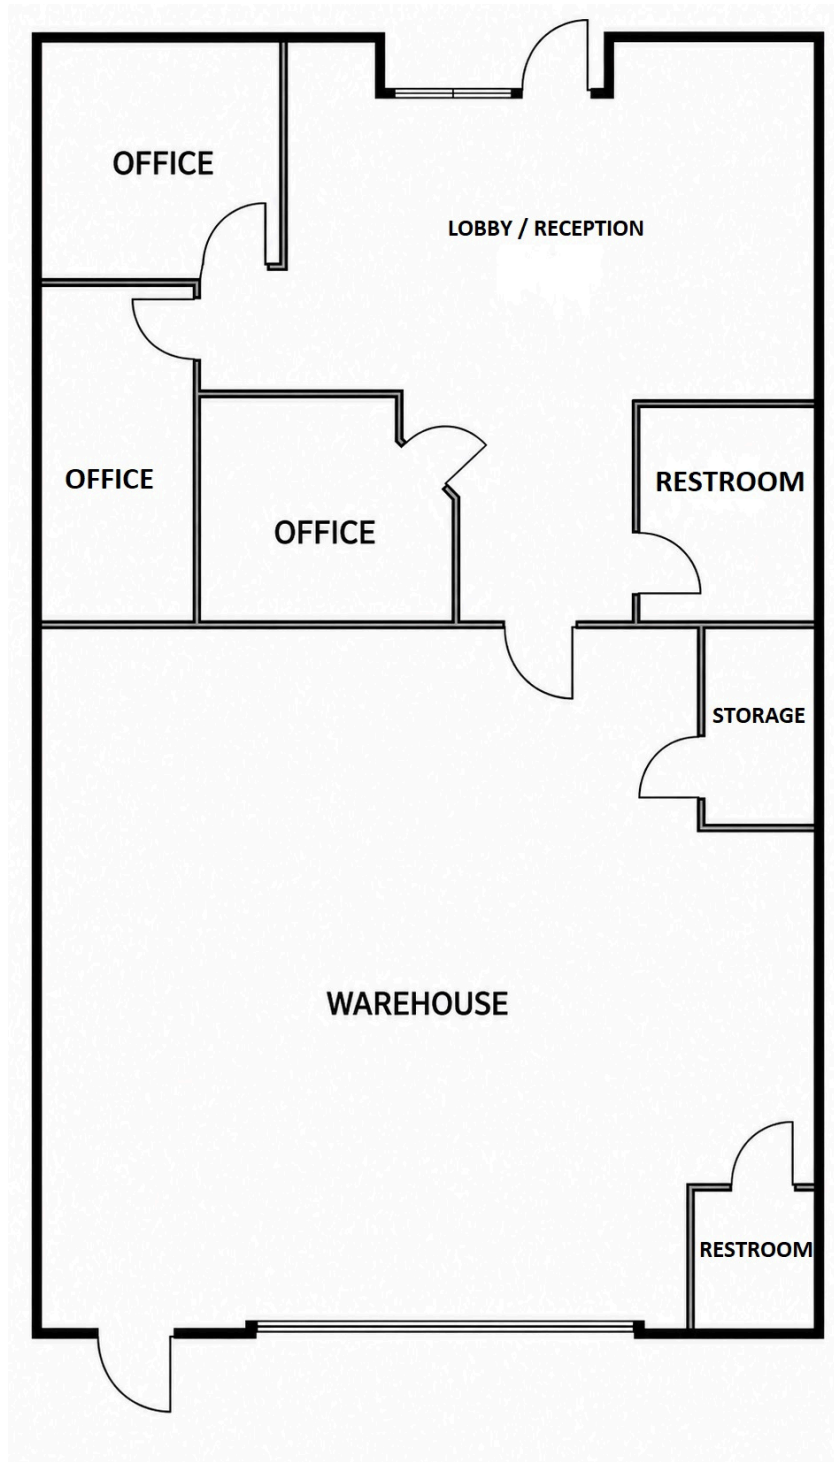 OFFICE
LOBBY / RECEPTION
OFFICE
RESTROOM
OFFICE
STORAGE
WAREHOUSE
RESTROOM